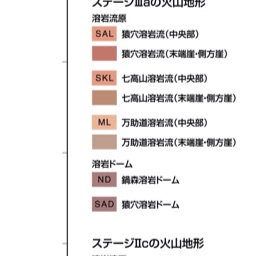 ステージⅢaの火山地形
溶岩流原
SAL 猿穴溶岩流（中央部）
猿穴溶岩流（末端崖・側方崖）
SKL 七高山溶岩流（中央部）
七高山溶岩流（末端崖・側方崖）
ML 万助道溶岩流（中央部）
万助道溶岩流（末端崖・側方崖）
溶岩ドーム
ND 鍋森溶岩ドーム
SAD 猿穴溶岩ドーム
ステージⅡcの火山地形